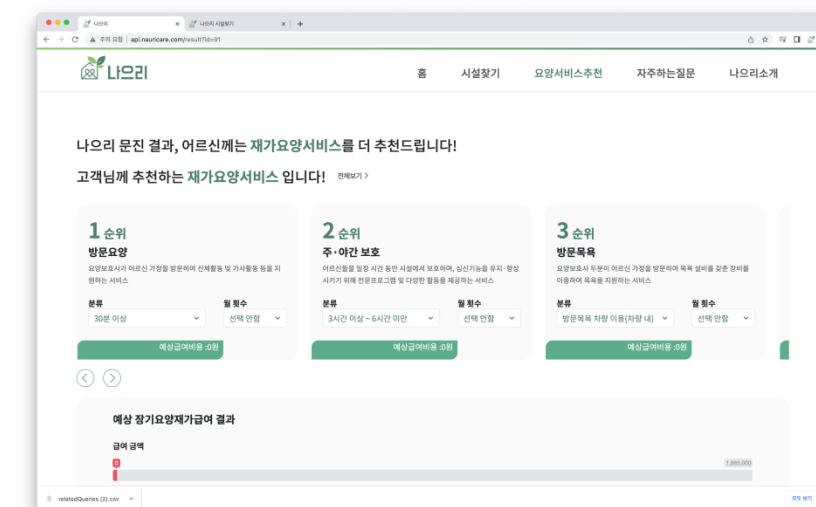 나으리
나으리 시설찾기
주의 요함 | api.nauricare.com/result?id=91
나으리
홈
시설찾기
요양서비스추천
자주하는질문
나으리소개
나으리 문진 결과, 어르신께는 재가요양서비스를 더 추천드립니다!
고객님께 추천하는 재가요양서비스 입니다! 전체보기 >
1 순위
방문요양
요양보호사가 어르신 가정을 방문하여 신체활동 및 가사활동 등을 지
원하는 서비스
분류
월 횟수
30분 이상
선택 안함
예상급여비용 :0원
2 순위
주·야간 보호
어르신들을 일정 시간 동안 시설에서 보호하며, 심신기능을 유지·향상
시키기 위해 전문프로그램 및 다양한 활동을 제공하는 서비스
분류
월 횟수
3시간 이상 ~ 6시간 미만
선택 안함
예상급여비용 :0원
3 순위
방문목욕
요양보호사 두분이 어르신 가정을 방문하여 목욕 설비를 갖춘 장비를
이용하여 목욕을 지원하는 서비스
분류
월 횟수
방문목욕 차량 이용(차량 내)
선택 안함
예상급여비용 :0원
예상 장기요양재가급여 결과
급여 금액
0
relatedQueries (2).csv
모두 보기